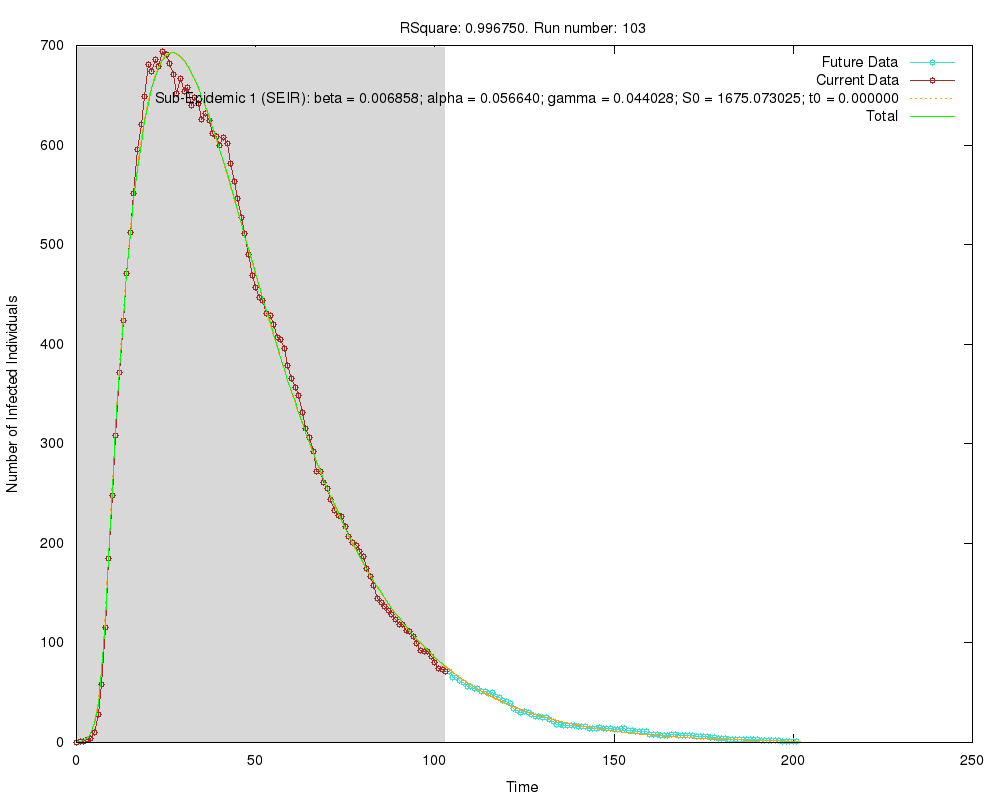 RSquare: 0.996750. Run number: 103
700
600
500
400
300
200
100
0
Number of Infected Individuals
Future Data
Current Data
Sub-Epidemic 1 (SEIR): beta = 0.006858; alpha = 0.056640; gamma = 0.044028; S0 = 1675.073025; t0 = 0.000000
Total
0 50 100 150 200 250
Time